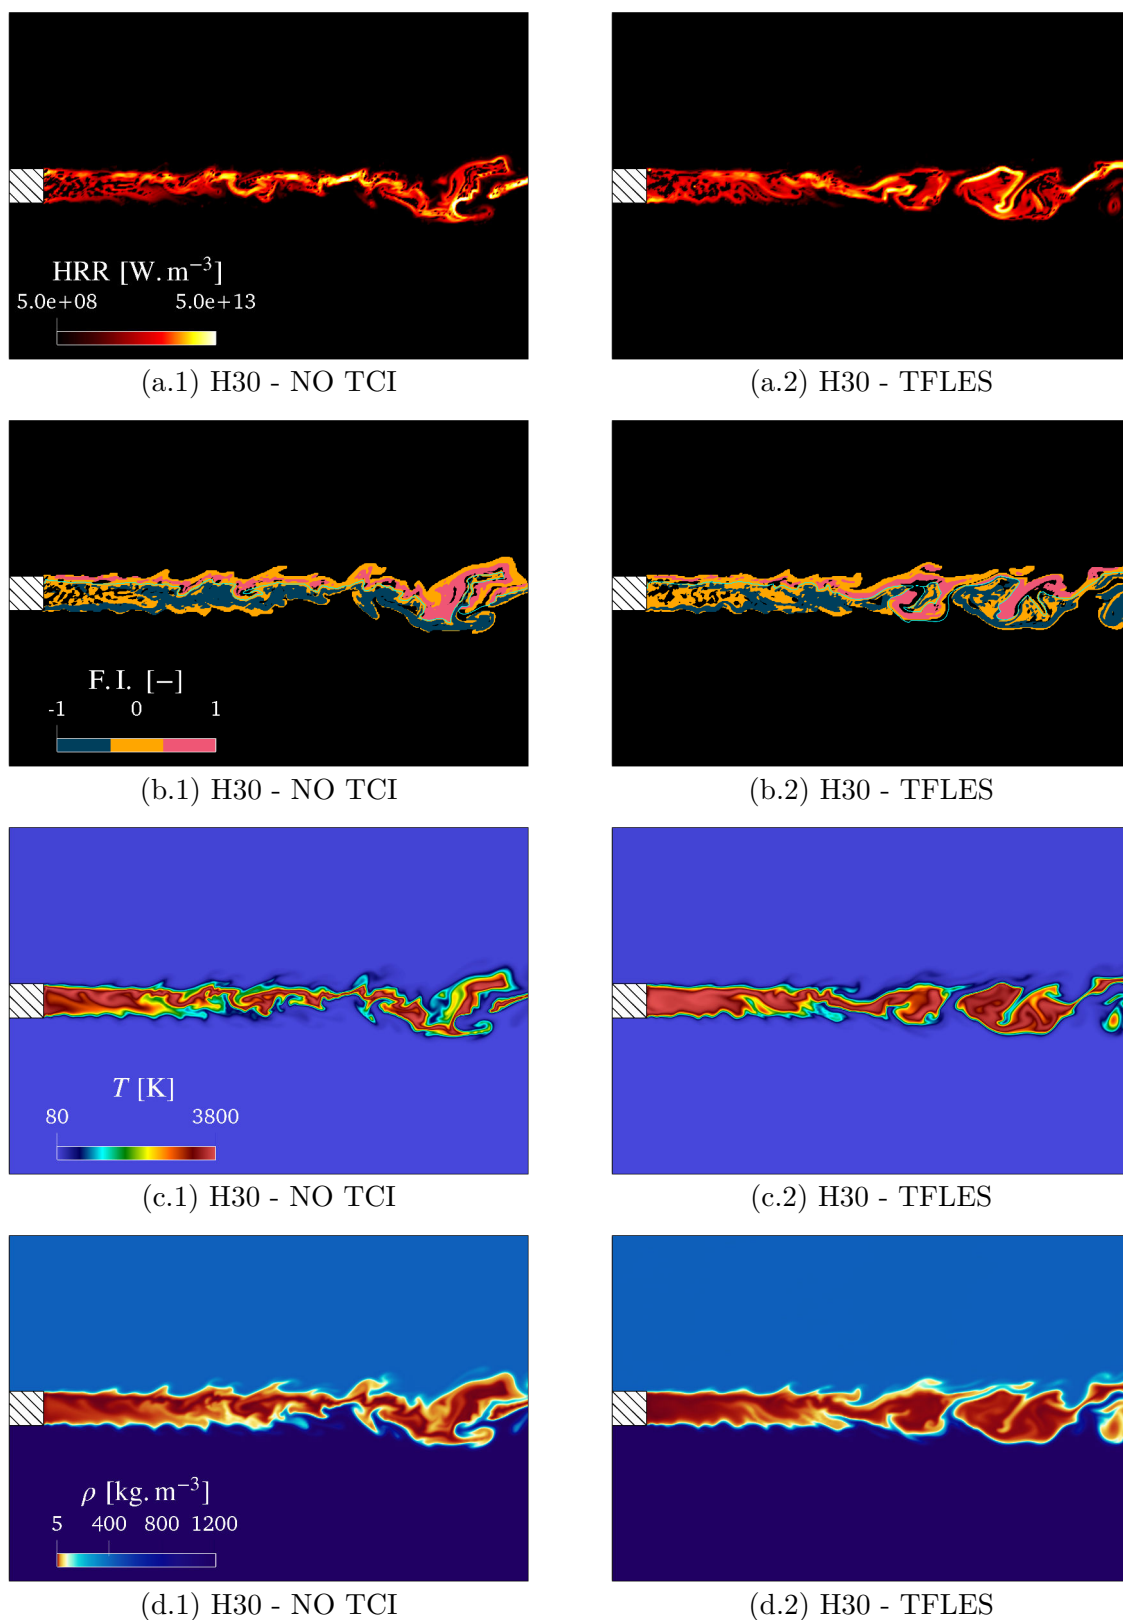 HRR [W. m−3]
5.0e+08 5.0e+13
(a.1) H30 - NO TCI
(a.2) H30 - TFLES
F. I. [−]
-1 0 1
(b.1) H30 - NO TCI
(b.2) H30 - TFLES
T [K]
80 3800
(c.1) H30 - NO TCI
(c.2) H30 - TFLES
ρ [kg. m−3]
5 400 800 1200
(d.1) H30 - NO TCI
(d.2) H30 - TFLES